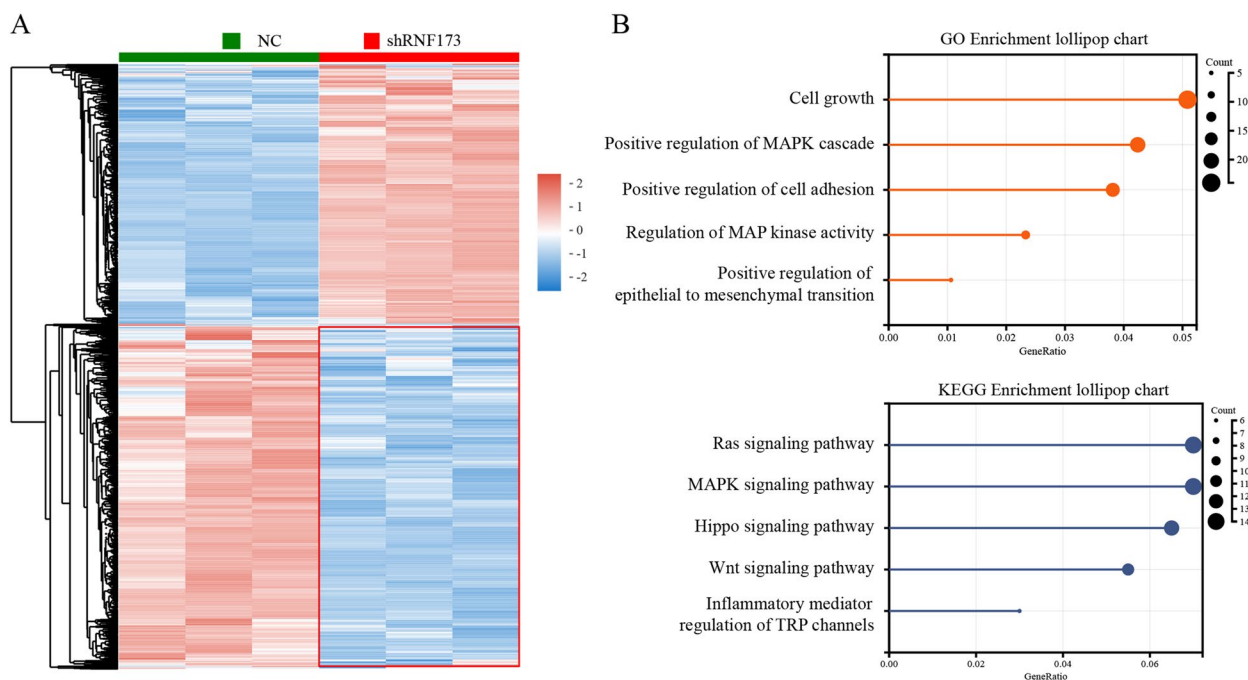 A
NC
shRNF173
- 2
- 1
- 0
- -1
- -2
B
GO Enrichment lollipop chart
Cell growth
Positive regulation of MAPK cascade
Positive regulation of cell adhesion
Regulation of MAP kinase activity
Positive regulation of
epithelial to mesenchymal transition
0.00 0.01 0.02 0.03 0.04 0.05
GeneRatio
Count
5
10
15
20
KEGG Enrichment lollipop chart
Ras signaling pathway
MAPK signaling pathway
Hippo signaling pathway
Wnt signaling pathway
Inflammatory mediator
regulation of TRP channels
0.02 0.04 0.06
GeneRatio
Count
6
7
8
9
10
11
12
13
14